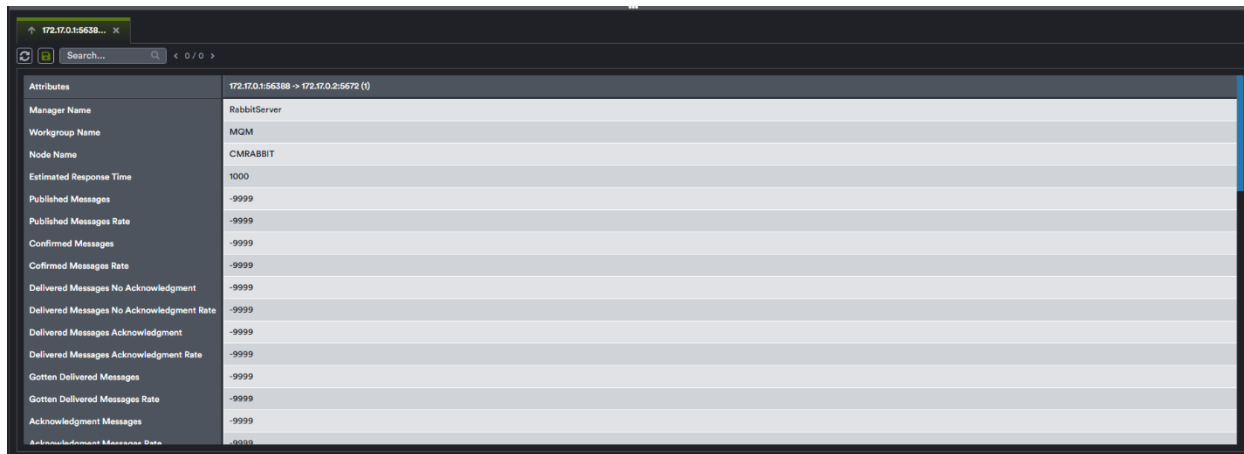 172.17.0.1:5638... ×
Search... < 0/0 >
Attributes 172.17.0.1:56388 -> 172.17.0.2:5672 (1)
Manager Name RabbitServer
Workgroup Name MQM
Node Name CMRABBIT
Estimated Response Time 1000
Published Messages -9999
Published Messages Rate -9999
Confirmed Messages -9999
Cofirmed Messages Rate -9999
Delivered Messages No Acknowledgment -9999
Delivered Messages No Acknowledgment Rate -9999
Delivered Messages Acknowledgment -9999
Delivered Messages Acknowledgment Rate -9999
Gotten Delivered Messages -9999
Gotten Delivered Messages Rate -9999
Acknowledgment Messages -9999
Acknowledgment Messages Rate -9999